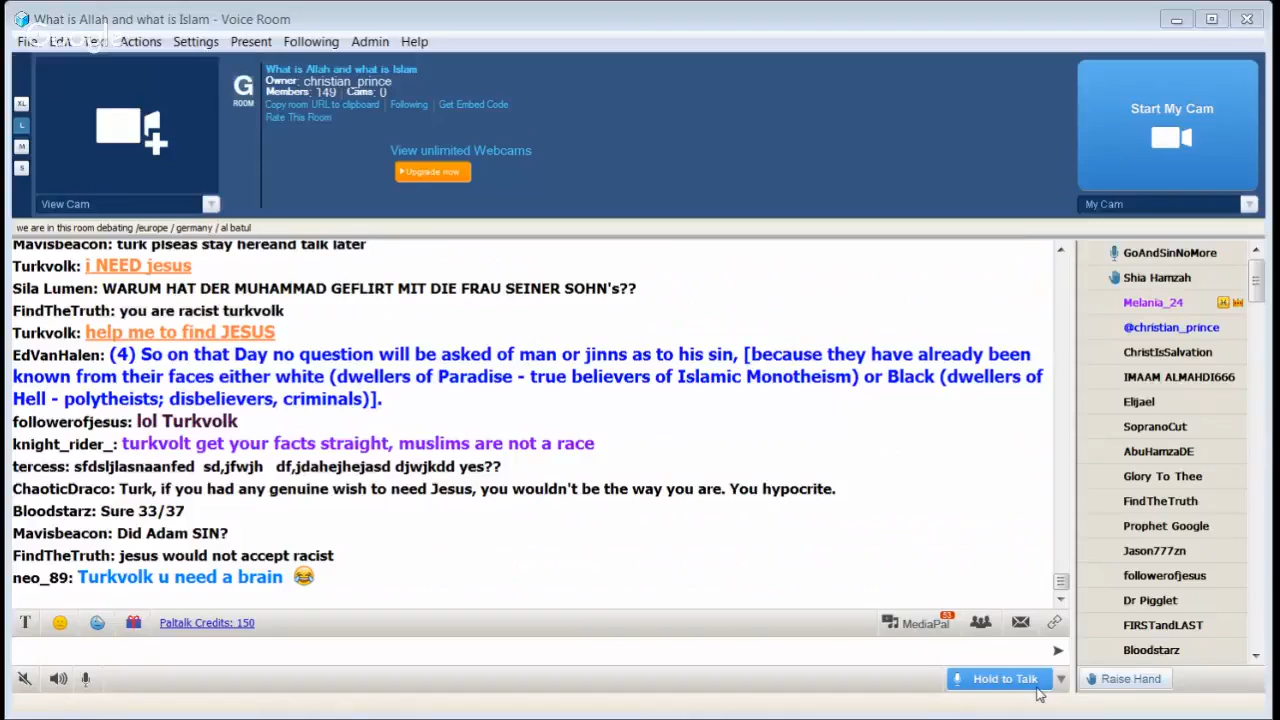 What is Allah and what is Islam - Voice Room
File Edit Text Actions Settings Present Following Admin Help
Google
XL
L
M
S
G
ROOM
What is Allah and what is Islam
Owner: christian_prince
Members: 149 Cams: 0
Copy room URL to clipboard Following Get Embed Code
Rate This Room
View unlimited Webcams
Upgrade now
Start My Cam
View Cam
My Cam
we are in this room debating /europe / germany / al batul
Mavisbeacon: turk plseas stay hereand talk later
Turkvolk: i NEED jesus
Sila Lumen: WARUM HAT DER MUHAMMAD GEFLIRT MIT DIE FRAU SEINER SOHN's??
FindTheTruth: you are racist turkvolk
Turkvolk: help me to find JESUS
EdVanHalen: (4) So on that Day no question will be asked of man or jinns as to his sin, [because they have already been
known from their faces either white (dwellers of Paradise - true believers of Islamic Monotheism) or Black (dwellers of
Hell - polytheists; disbelievers, criminals)].
followerofjesus: lol Turkvolk
knight_rider_: turkvolt get your facts straight, muslims are not a race
tercess: sfdsljlasnaanfed sd,jfwjh df,jdahejhejasd djwjkdd yes??
ChaoticDraco: Turk, if you had any genuine wish to need Jesus, you wouldn't be the way you are. You hypocrite.
Bloodstarz: Sure 33/37
Mavisbeacon: Did Adam SIN?
FindTheTruth: jesus would not accept racist
neo_89: Turkvolk u need a brain 😂
GoAndSinNoMore
Shia Hamzah
Melania_24
@christian_prince
ChristIsSalvation
IMAAM ALMAHDI666
Elijael
SopranoCut
AbuHamzaDE
Glory To Thee
FindTheTruth
Prophet Google
Jason777zn
followerofjesus
Dr Pigglet
FIRSTandLAST
Bloodstarz
T
Paltalk Credits: 150
MediaPal
53
Hold to Talk
Raise Hand